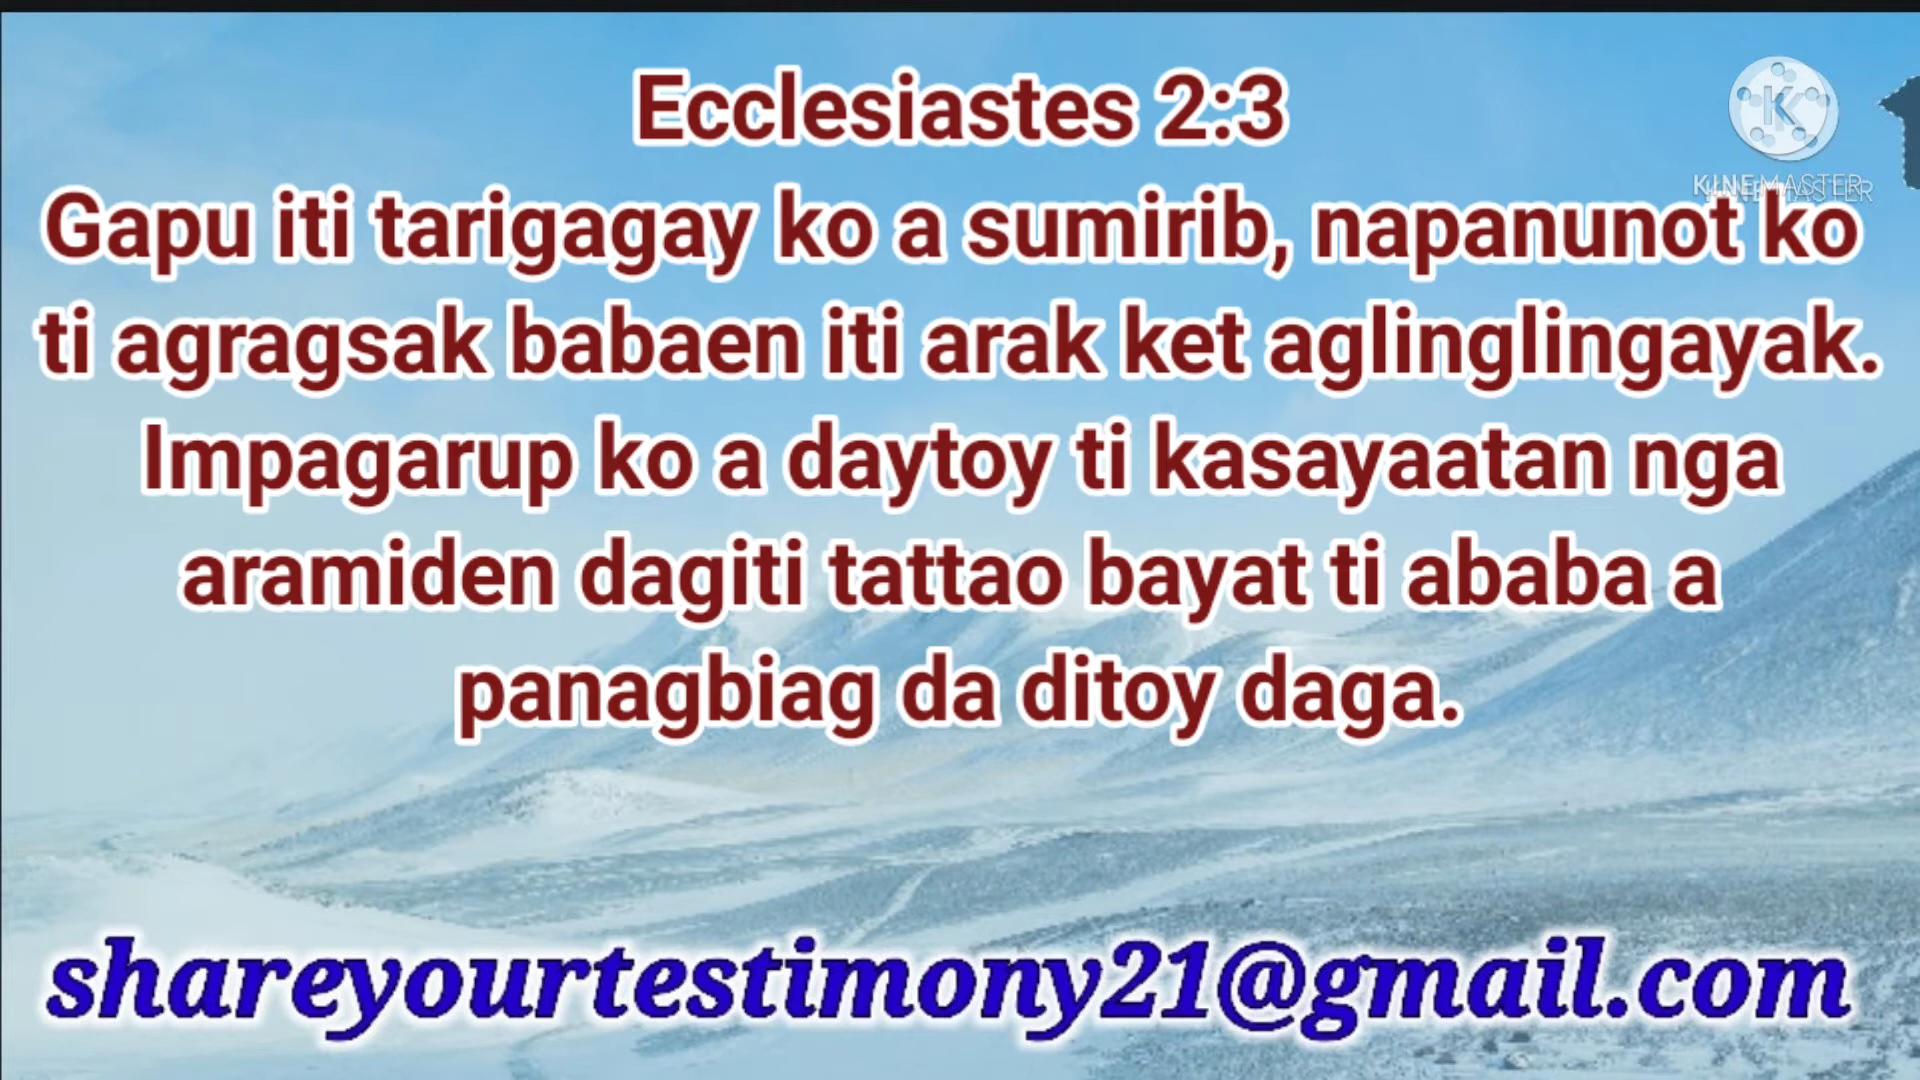 Ecclesiastes 2:3
KINEMASTER
Gapu iti tarigagay ko a sumirib, napanunot ko
ti agragsak babaen iti arak ket aglinglingayak.
Impagarup ko a daytoy ti kasayaatan nga
aramiden dagiti tattao bayat ti ababa a
panagbiag da ditoy daga.
shareyourtestimony21@gmail.com